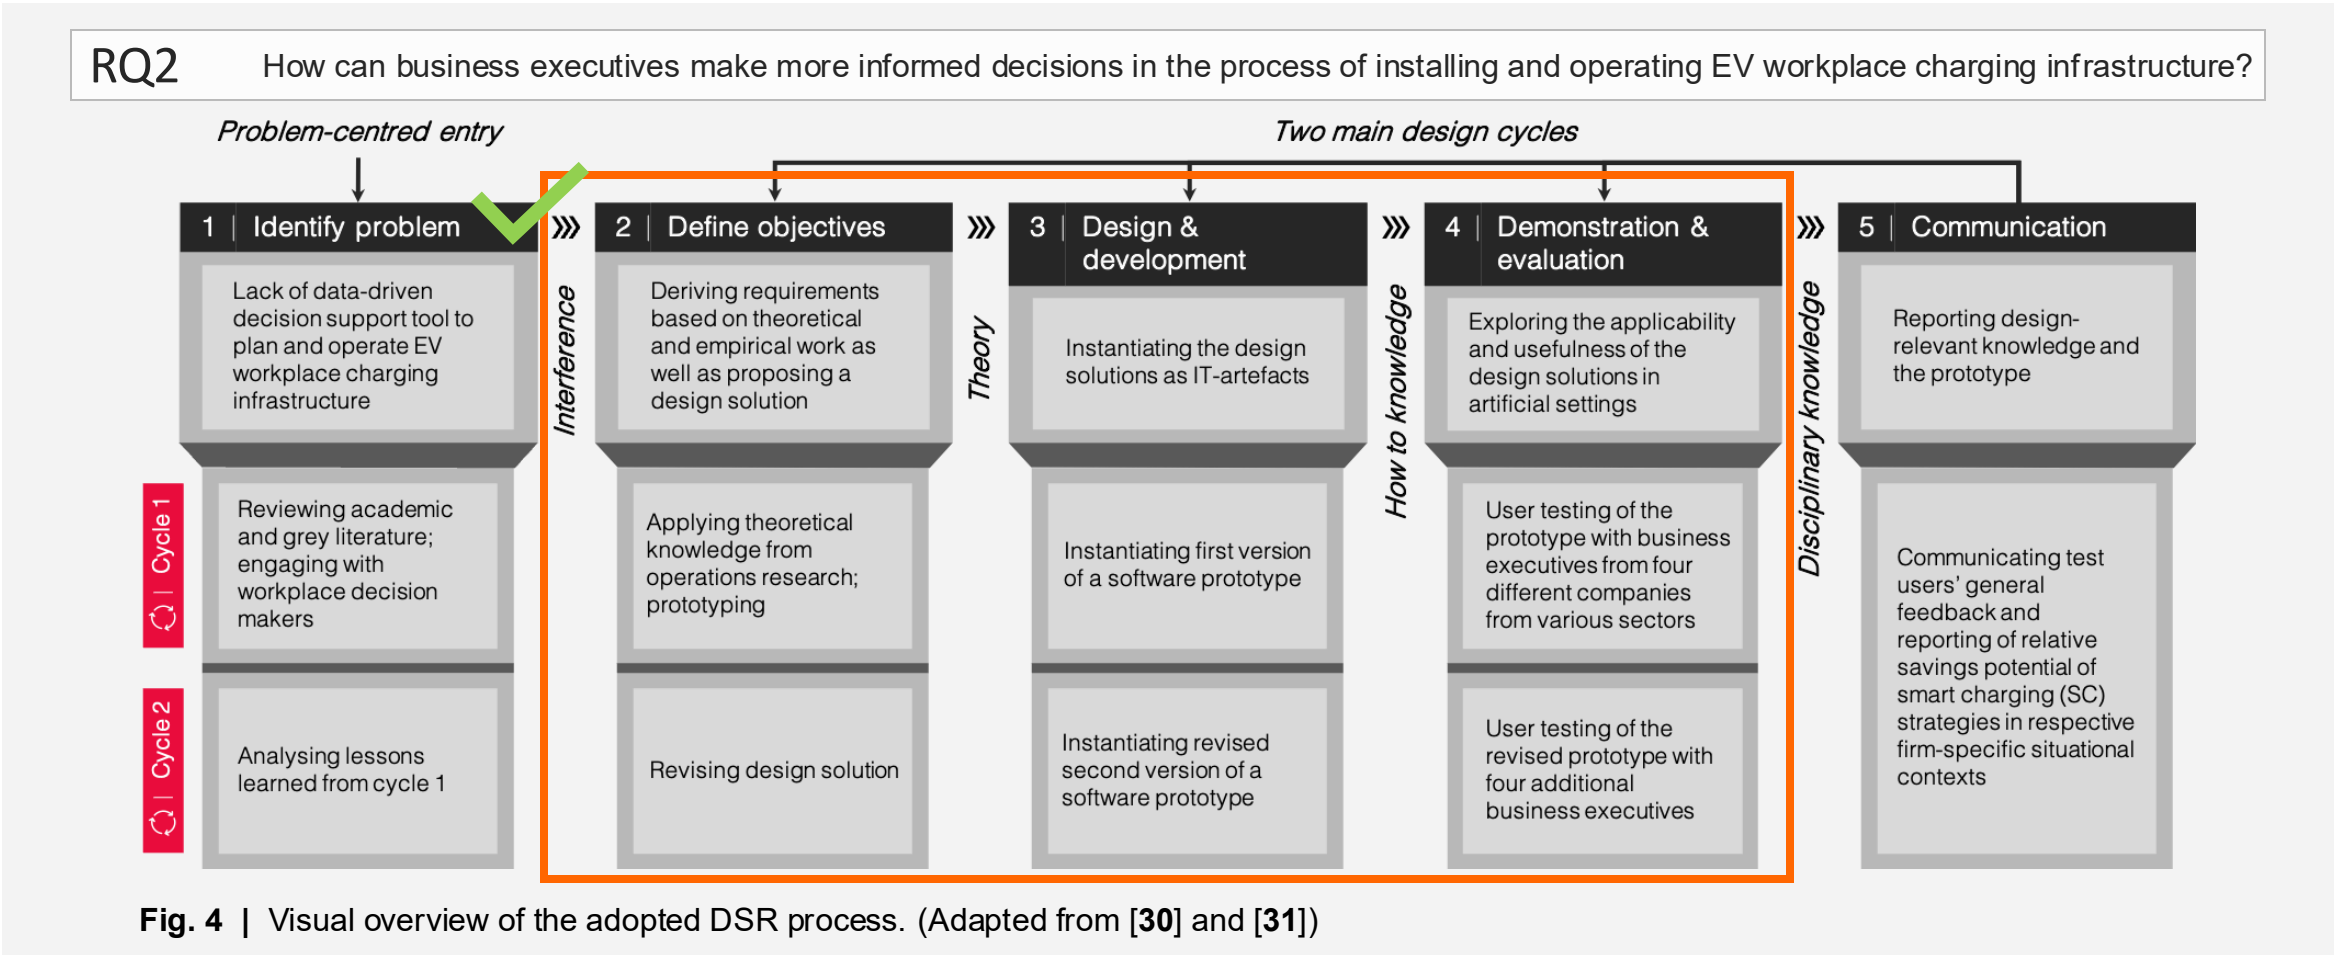 RQ2 How can business executives make more informed decisions in the process of installing and operating EV workplace charging infrastructure?
Problem-centred entry
Two main design cycles
1 | Identify problem
Lack of data-driven
decision support tool to
plan and operate EV
workplace charging
infrastructure
Interference
2 | Define objectives
Deriving requirements
based on theoretical
and empirical work as
well as proposing a
design solution
Theory
3 | Design &
development
Instantiating the design
solutions as IT-artefacts
How to knowledge
4 | Demonstration &
evaluation
Exploring the applicability
and usefulness of the
design solutions in
artificial settings
Disciplinary knowledge
5 | Communication
Reporting design-
relevant knowledge and
the prototype
Cycle 1
Reviewing academic
and grey literature;
engaging with
workplace decision
makers
Applying theoretical
knowledge from
operations research;
prototyping
Instantiating first version
of a software prototype
User testing of the
prototype with business
executives from four
different companies
from various sectors
Communicating test
users' general
feedback and
reporting of relative
savings potential of
smart charging (SC)
strategies in respective
firm-specific situational
contexts
Cycle 2
Analysing lessons
learned from cycle 1
Revising design solution
Instantiating revised
second version of a
software prototype
User testing of the
revised prototype with
four additional
business executives
Fig. 4 | Visual overview of the adopted DSR process. (Adapted from [30] and [31])